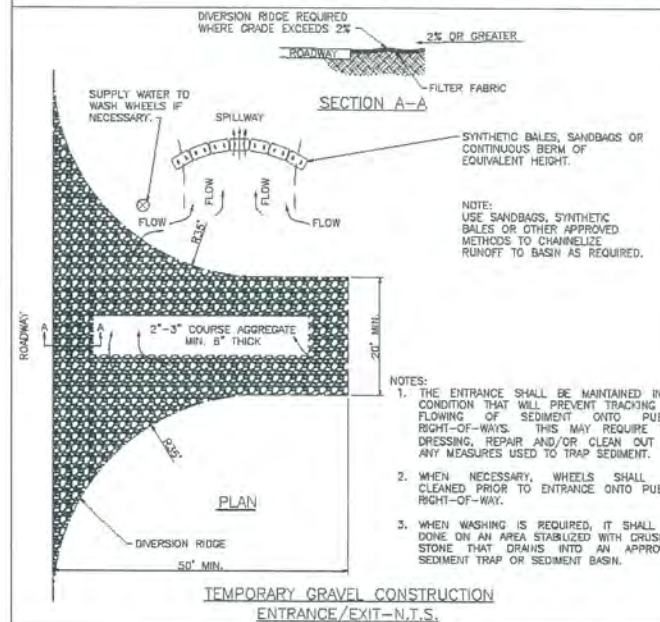 DIVERSION RIDGE REQUIRED
WHERE GRADE EXCEEDS 2%
2% OR GREATER
ROADWAY
FILTER FABRIC
SECTION A-A
SUPPLY WATER TO
WASH WHEELS IF
NECESSARY.
SPILLWAY
SYNTHETIC BALES, SANDBAGS OR
CONTINUOUS BERM OF
EQUIVALENT HEIGHT.
FLOW
FLOW
FLOW
FLOW
R35'
NOTE:
USE SANDBAGS, SYNTHETIC
BALES OR OTHER APPROVED
METHODS TO CHANNELIZE
RUNOFF TO BASIN AS REQUIRED.
ROADWAY
A
A
2"-3" COURSE AGGREGATE
MIN. 6" THICK
20' MIN.
R35'
PLAN
DIVERSION RIDGE
50' MIN.
NOTES:
1. THE ENTRANCE SHALL BE MAINTAINED IN
CONDITION THAT WILL PREVENT TRACKING
FLOWING OF SEDIMENT ONTO PU
RIGHT-OF-WAYS. THIS MAY REQUIRE
DRESSING, REPAIR AND/OR CLEAN OUT
ANY MEASURES USED TO TRAP SEDIMENT.
2. WHEN NECESSARY, WHEELS SHALL
CLEANED PRIOR TO ENTRANCE ONTO PU
RIGHT-OF-WAY.
3. WHEN WASHING IS REQUIRED, IT SHALL
DONE ON AN AREA STABILIZED WITH CRUS
STONE THAT DRAINS INTO AN APPRO
SEDIMENT TRAP OR SEDIMENT BASIN.
TEMPORARY GRAVEL CONSTRUCTION
ENTRANCE/EXIT-N.T.S.